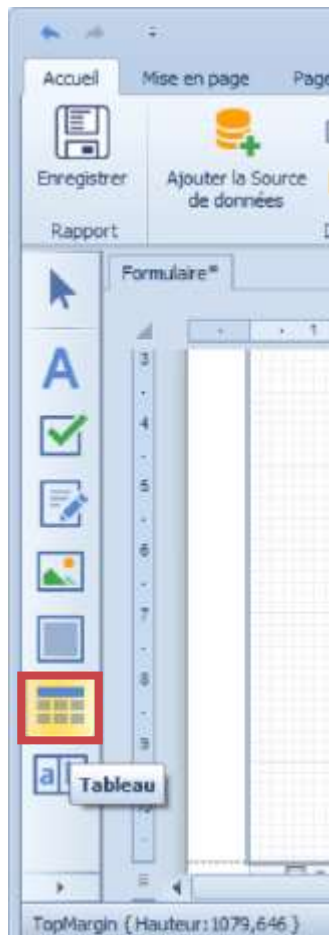 Accueil Mise en page Page
Enregistrer
Ajouter la Source
de données
Rapport
Formulaire*
1
3
4
5
6
7
8
9
A
a
Tableau
TopMargin { Hauteur:1079,646 }